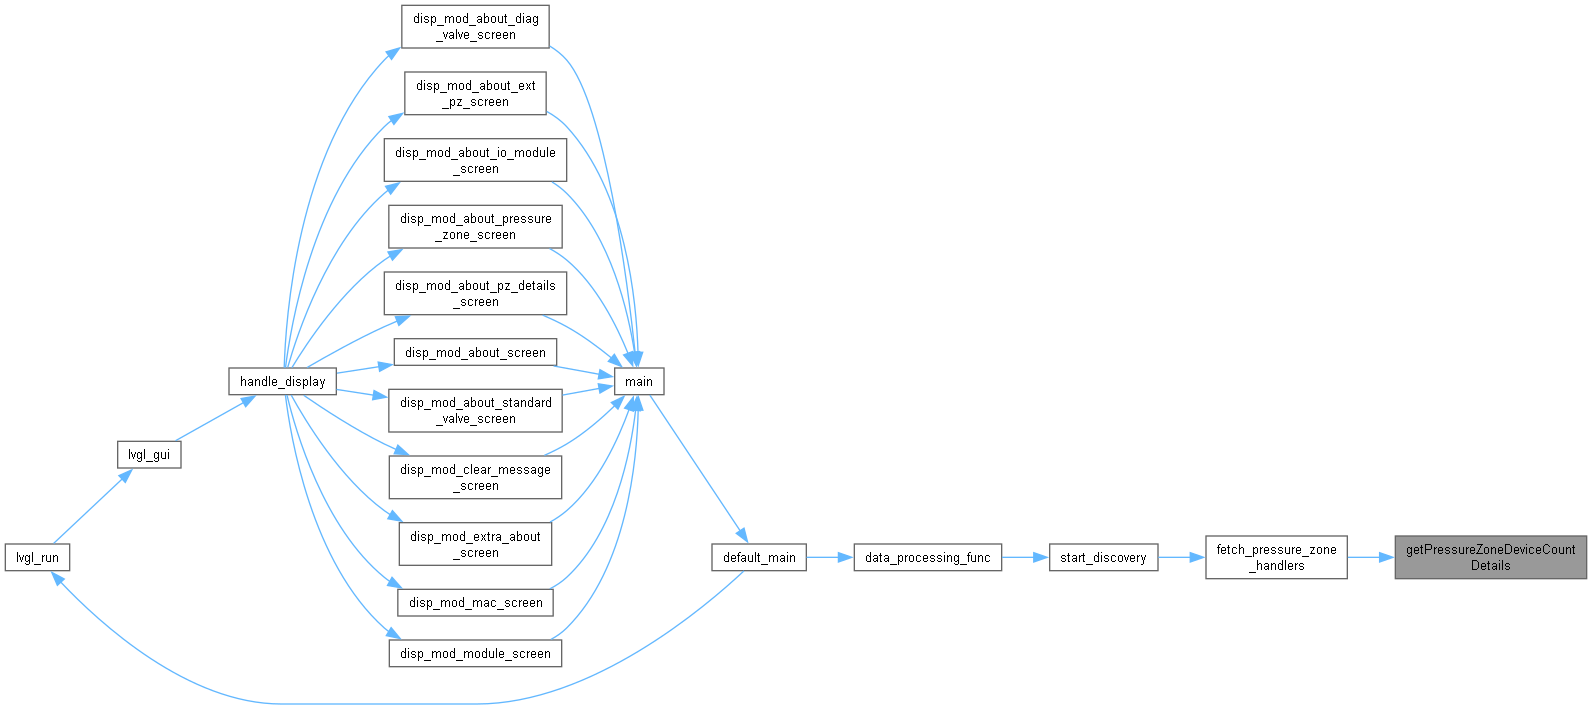 disp_mod_about_diag
_valve_screen
disp_mod_about_ext
_pz_screen
disp_mod_about_io_module
_screen
disp_mod_about_pressure
_zone_screen
disp_mod_about_pz_details
_screen
disp_mod_about_screen
handle_display
main
disp_mod_about_standard
_valve_screen
lvgl_gui
disp_mod_clear_message
_screen
disp_mod_extra_about
_screen
lvgl_run
default_main
data_processing_func
start_discovery
fetch_pressure_zone
_handlers
getPressureZoneDeviceCount
Details
disp_mod_mac_screen
disp_mod_module_screen